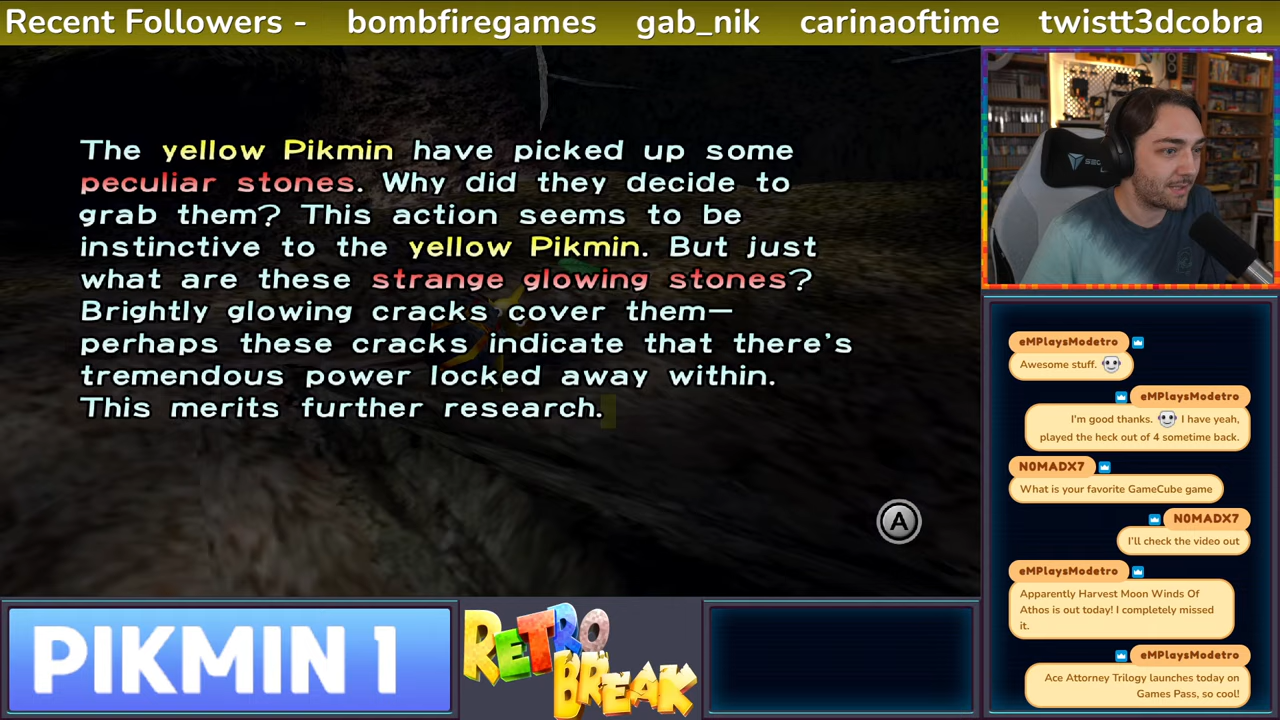 Recent Followers - bombfiregames gab_nik carinaoftime twistt3dcobra
The yellow Pikmin have picked up some
peculiar stones. Why did they decide to
grab them? This action seems to be
instinctive to the yellow Pikmin. But just
what are these strange glowing stones?
Brightly glowing cracks cover them—
perhaps these cracks indicate that there's
tremendous power locked away within.
This merits further research.
A
SEG
eMPlaysModetro
Awesome stuff.
eMPlaysModetro
I'm good thanks. I have yeah,
played the heck out of 4 sometime back.
N0MADX7
What is your favorite GameCube game
N0MADX7
I'll check the video out
eMPlaysModetro
Apparently Harvest Moon Winds Of
Athos is out today! I completely missed
it.
eMPlaysModetro
Ace Attorney Trilogy launches today on
Games Pass, so cool!
PIKMIN 1
RETRO
BREAK